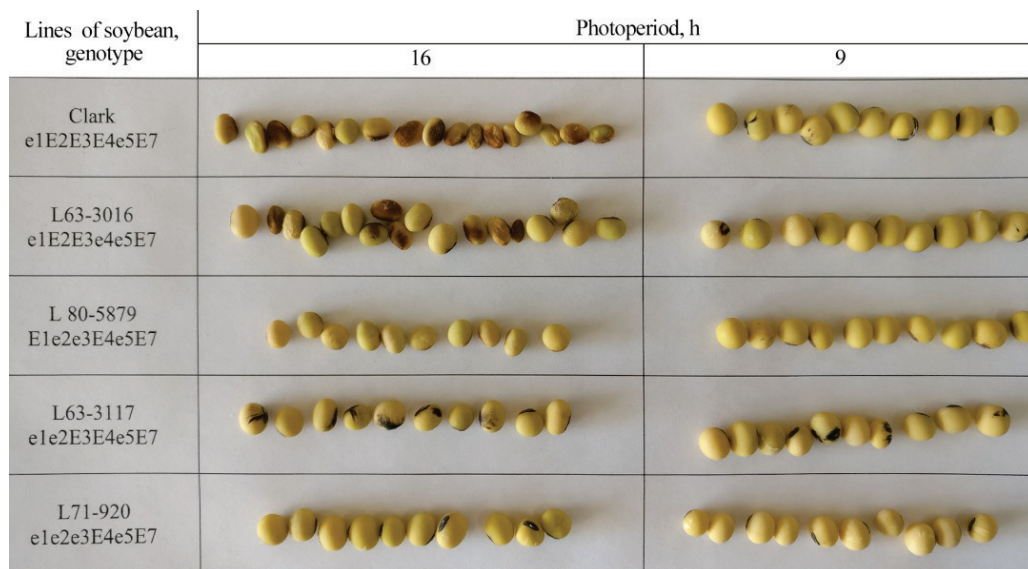 Lines of soybean,
genotype
Photoperiod, h
16
9
Clark
e1E2E3E4e5E7
L63-3016
e1E2E3e4e5E7
L 80-5879
E1e2e3E4e5E7
L63-3117
e1e2E3E4e5E7
L71-920
e1e2e3E4e5E7